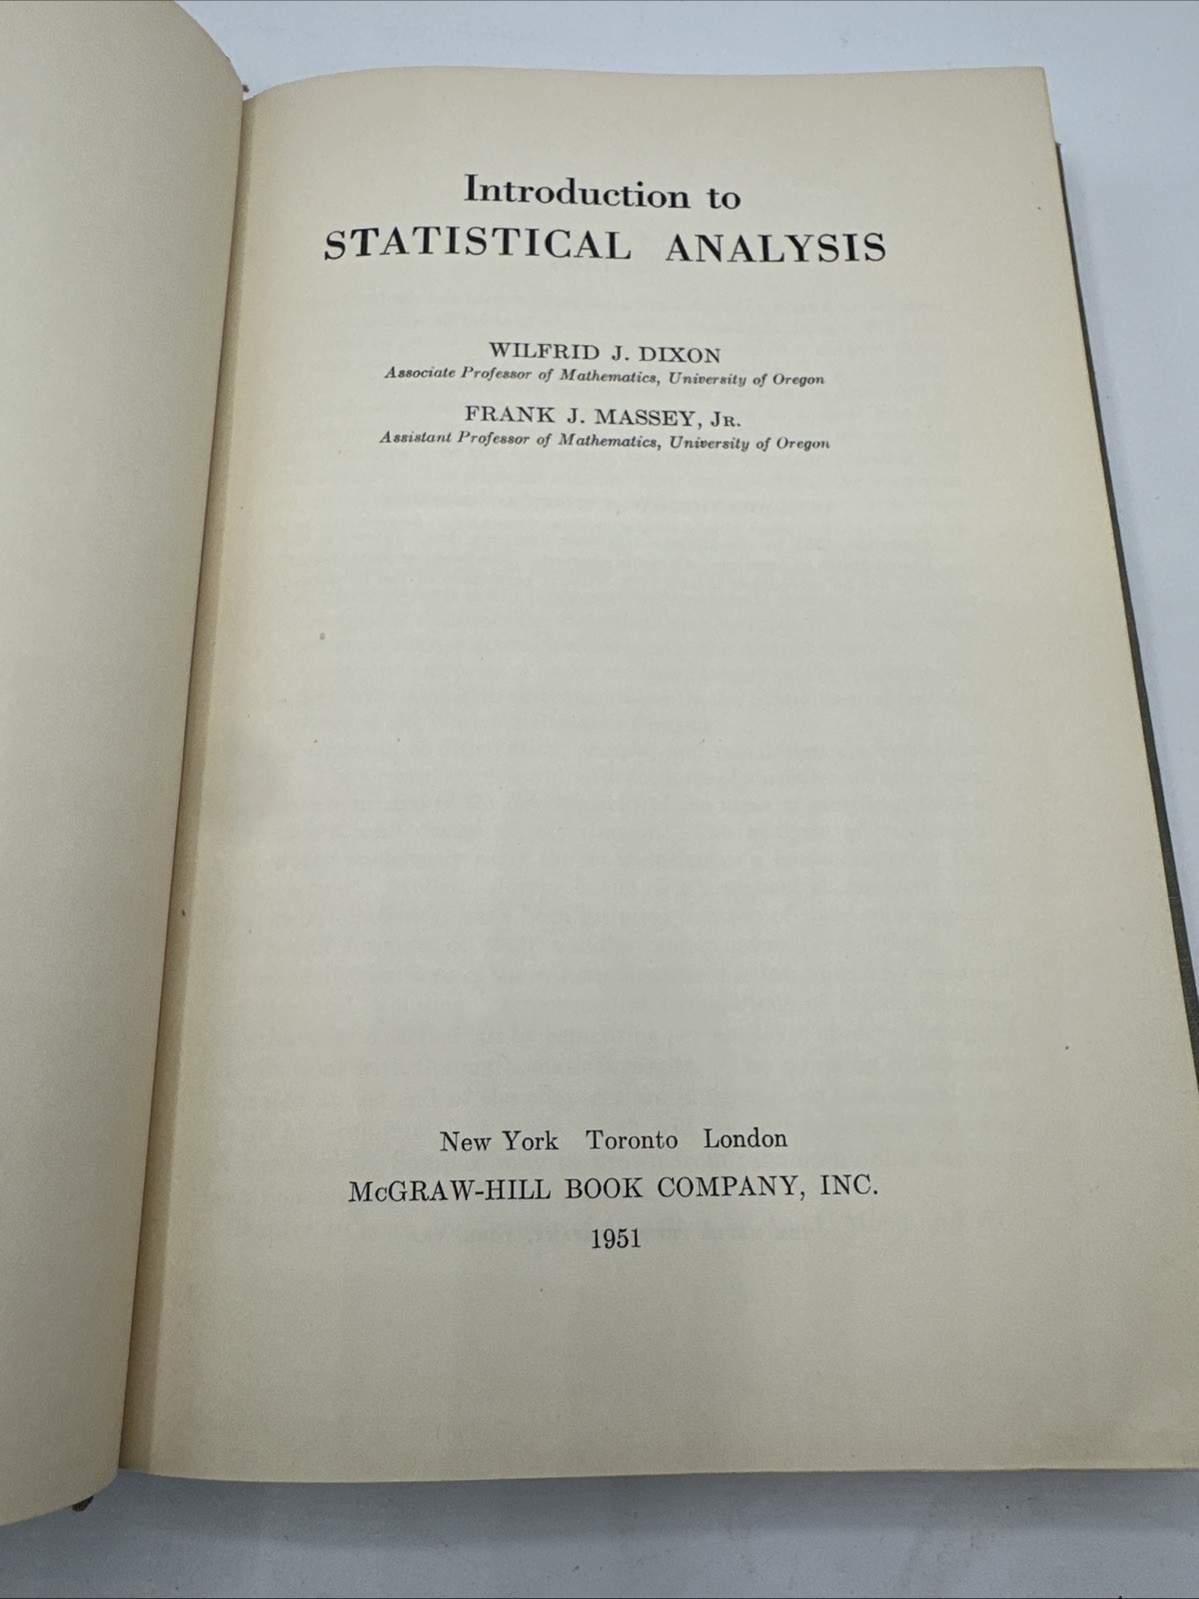 Introduction to
STATISTICAL ANALYSIS
WILFRID J. DIXON
Associate Professor of Mathematics, University of Oregon
FRANK J. MASSEY, JR.
Assistant Professor of Mathematics, University of Oregon
New York Toronto London
McGRAW-HILL BOOK COMPANY, INC.
1951